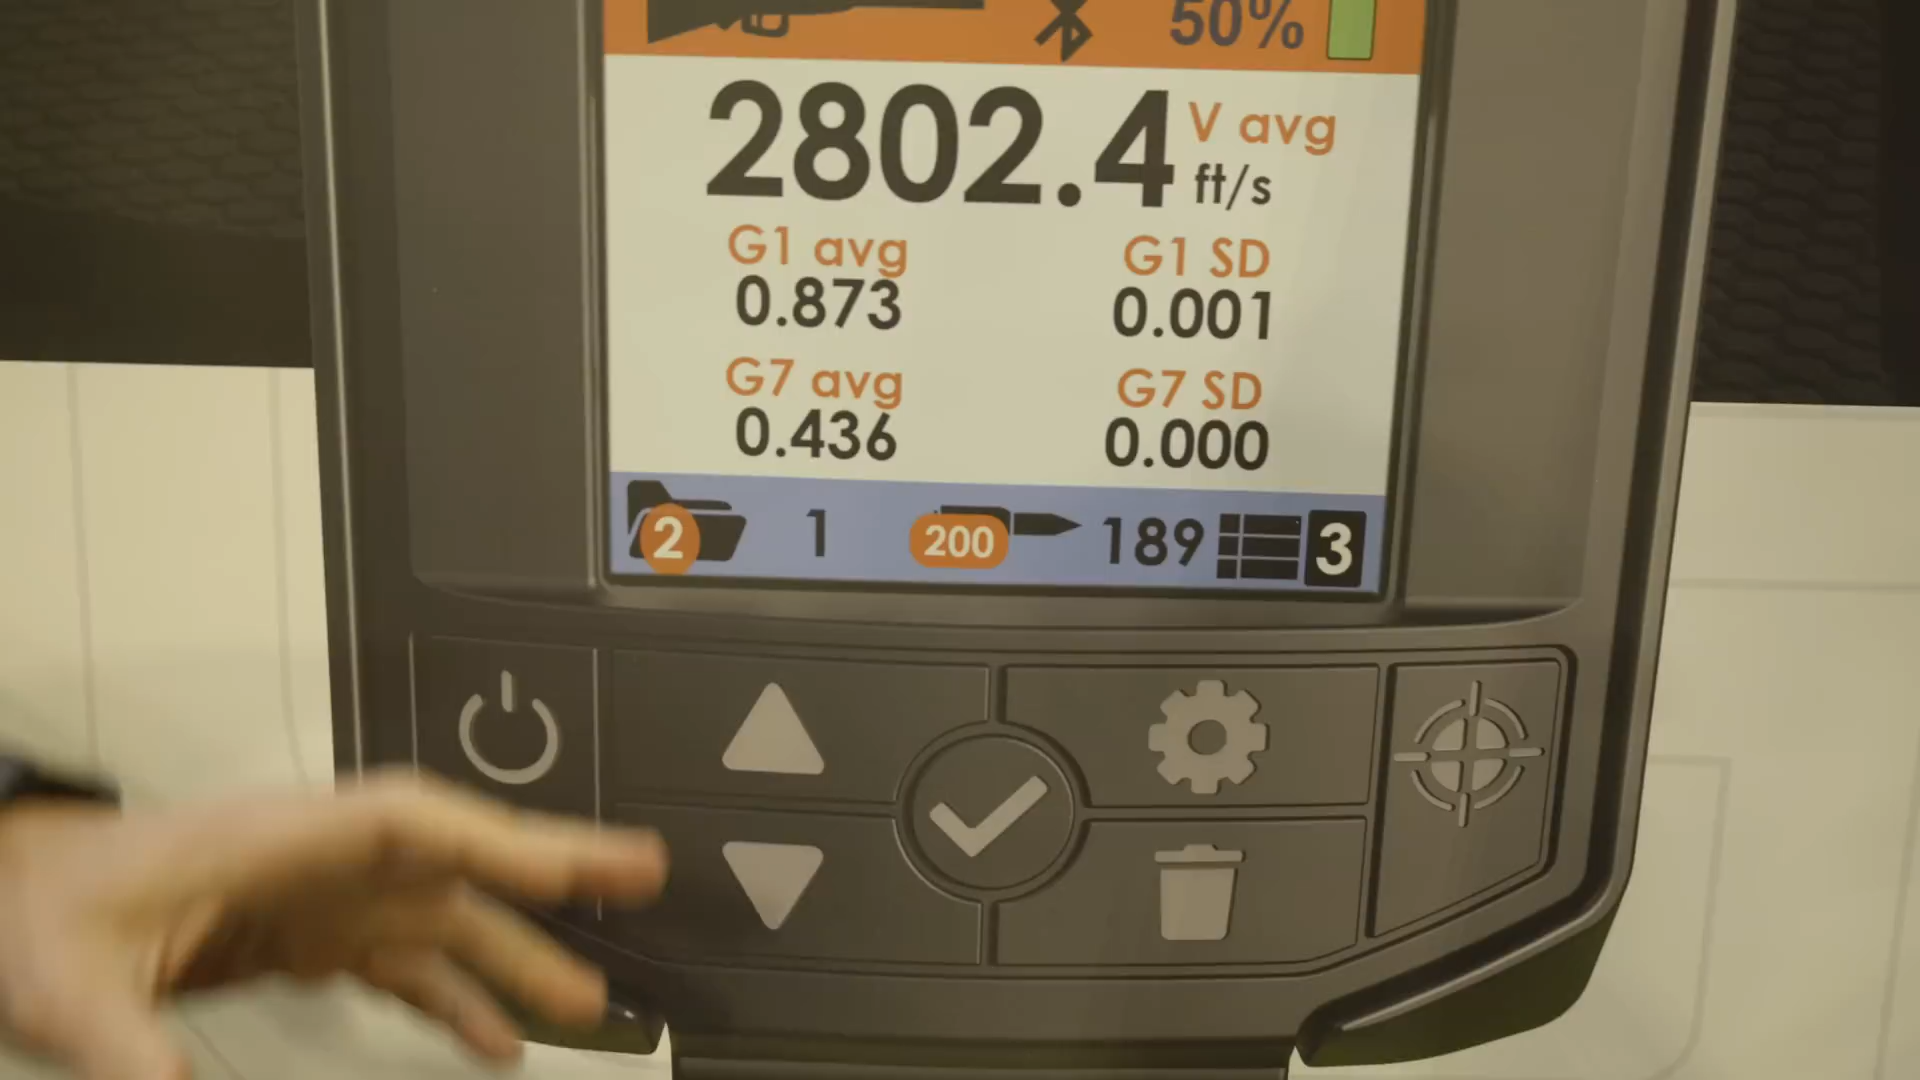 50%
2802.4 V avg
ft/s
G1 avg G1 SD
0.873 0.001
G7 avg G7 SD
0.436 0.000
2 1 200 189 3